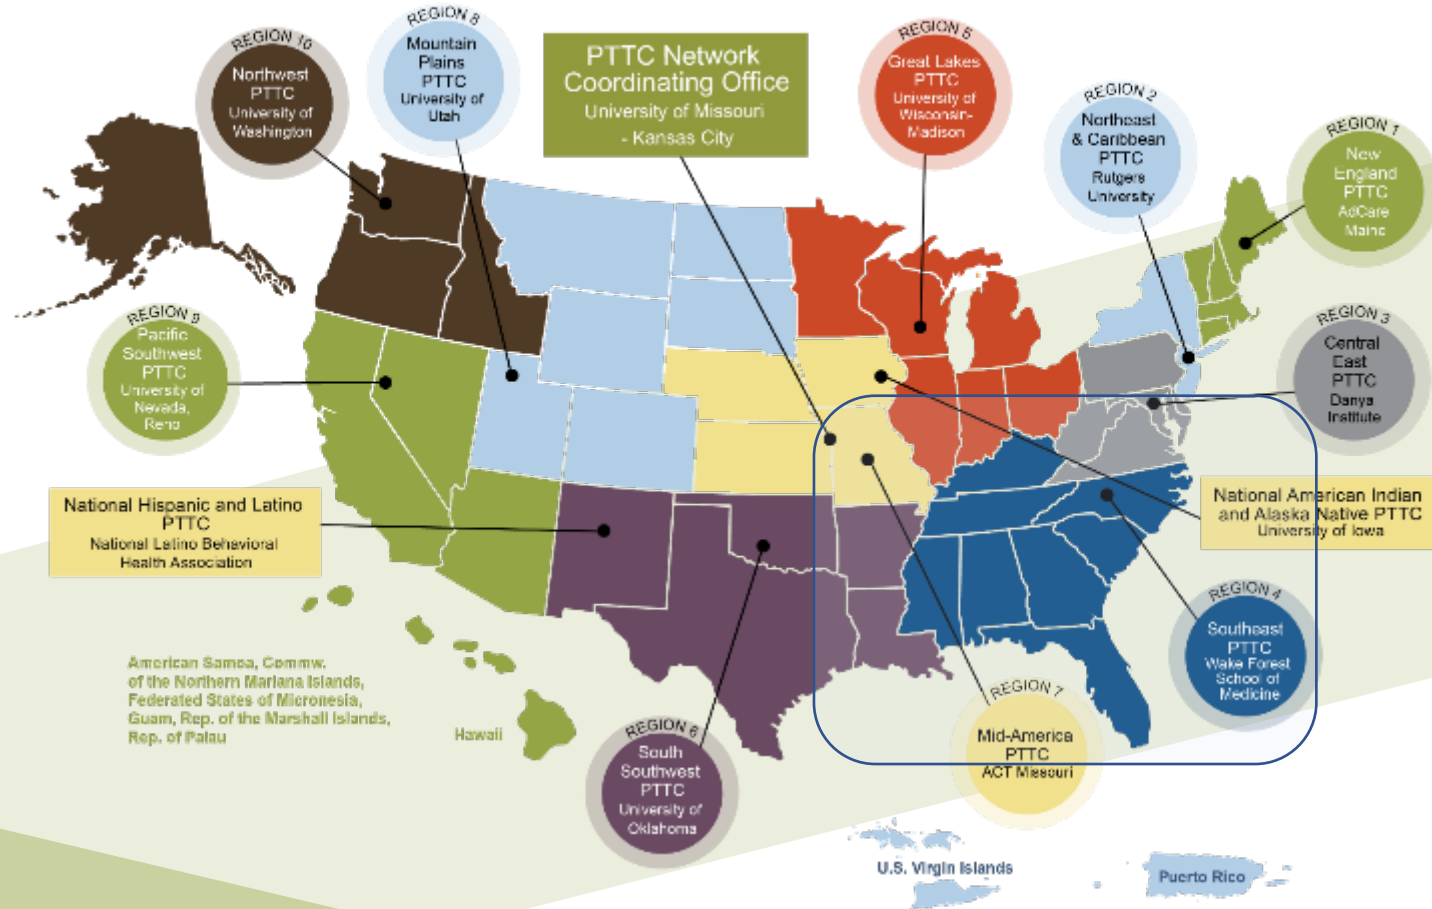 REGION 10
Northwest
PTTC
University of
Washington
REGION 8
Mountain
Plains
PTTC
University of
Utah
PTTC Network
Coordinating Office
University of Missouri
- Kansas City
REGION 5
Great Lakes
PTTC
University of
Wisconsin-
Madison
REGION 2
Northeast
& Caribbean
PTTC
Rutgers
University
REGION 1
New
England
PTTC
AdCare
Maine
REGION 9
Pacific
Southwest
PTTC
University of
Nevada,
Reno
REGION 3
Central
East
PTTC
Danya
Institute
National Hispanic and Latino
PTTC
National Latino Behavioral
Health Association
National American Indian
and Alaska Native PTTC
University of Iowa
REGION 4
Southeast
PTTC
Wake Forest
School of
Medicine
American Samoa, Commw.
of the Northern Mariana Islands,
Federated States of Micronesia,
Guam, Rep. of the Marshall Islands,
Rep. of Palau
Hawaii
REGION 6
South
Southwest
PTTC
University of
Oklahoma
REGION 7
Mid-America
PTTC
ACT Missouri
U.S. Virgin Islands
Puerto Rico